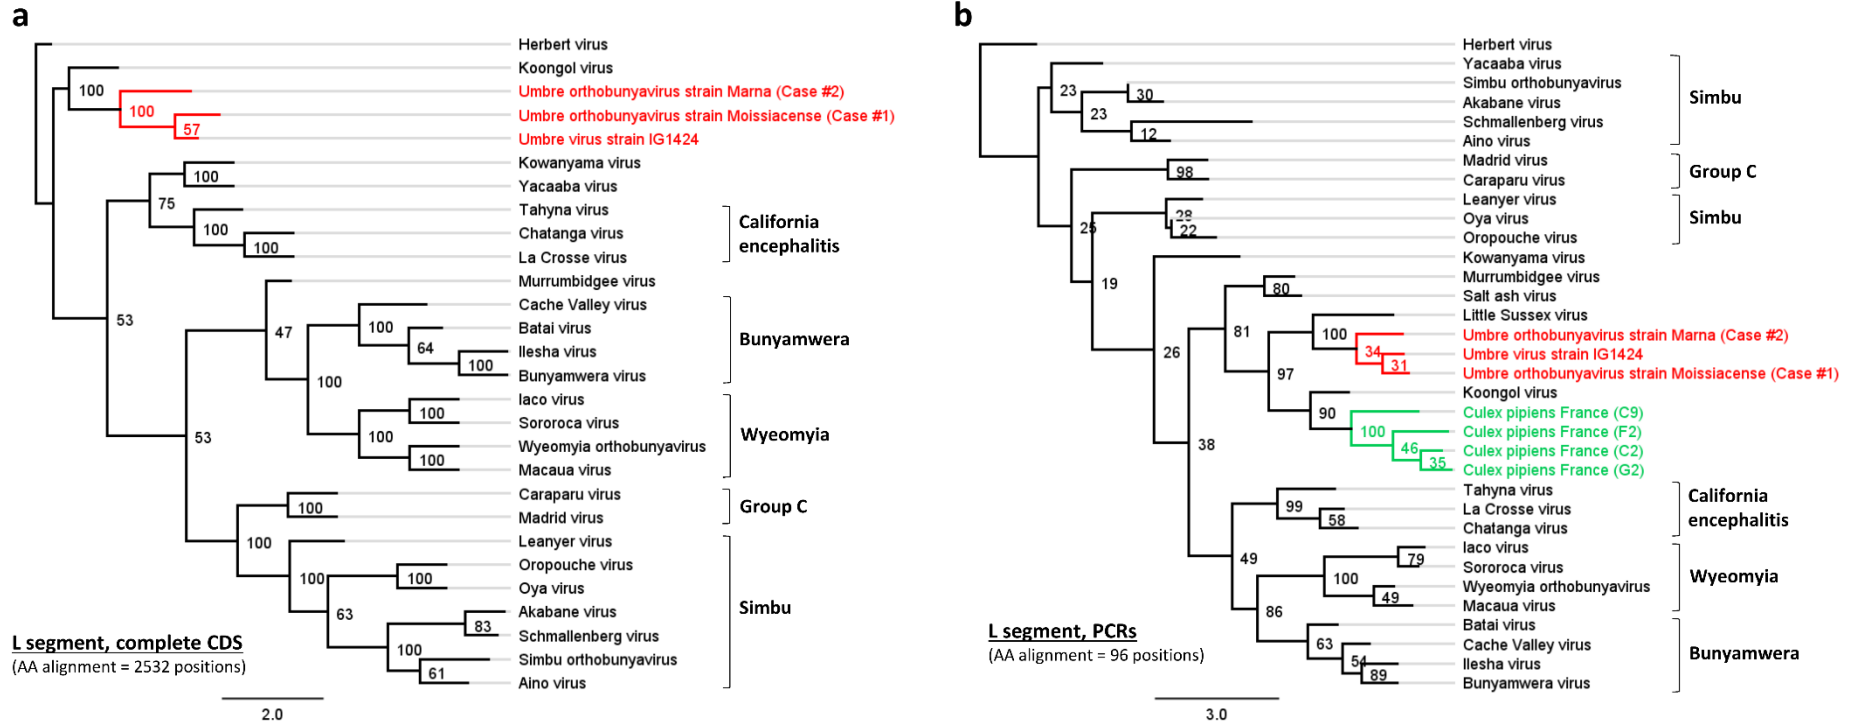 a
Herbert virus
Koongol virus
100
Umbre orthobunyavirus strain Marna (Case #2)
100
Umbre orthobunyavirus strain Moissiacense (Case #1)
57
Umbre virus strain IG1424
Kowanyama virus
100
Yacaaba virus
75
Tahyna virus
100
Chatanga virus
100
La Crosse virus
California
encephalitis
53
Murrumbidgee virus
47
Cache Valley virus
100
Batai virus
64
Ilesha virus
100
Bunyamwera virus
Bunyamwera
100
Iaco virus
100
Sororoca virus
100
Wyeomyia orthobunyavirus
100
Macaua virus
Wyeomyia
53
Caraparu virus
100
Madrid virus
Group C
100
Leanyer virus
100
Oropouche virus
100
Oya virus
63
Akabane virus
83
Schmallenberg virus
100
Simbu orthobunyavirus
61
Aino virus
Simbu
L segment, complete CDS
(AA alignment = 2532 positions)
2.0
b
Herbert virus
Yacaaba virus
23
Simbu orthobunyavirus
30
Akabane virus
23
Schmallenberg virus
12
Aino virus
Simbu
Madrid virus
98
Caraparu virus
Group C
25
Leanyer virus
28
Oya virus
22
Oropouche virus
Simbu
19
Kowanyama virus
26
Murrumbidgee virus
80
Salt ash virus
81
Little Sussex virus
100
Umbre orthobunyavirus strain Marna (Case #2)
34
Umbre virus strain IG1424
31
Umbre orthobunyavirus strain Moissiacense (Case #1)
97
Koongol virus
90
Culex pipiens France (C9)
100
Culex pipiens France (F2)
46
Culex pipiens France (C2)
35
Culex pipiens France (G2)
38
Tahyna virus
99
La Crosse virus
58
Chatanga virus
California
encephalitis
49
Iaco virus
79
Sororoca virus
100
Wyeomyia orthobunyavirus
49
Macaua virus
Wyeomyia
86
Batai virus
63
Cache Valley virus
54
Ilesha virus
89
Bunyamwera virus
Bunyamwera
L segment, PCRs
(AA alignment = 96 positions)
3.0